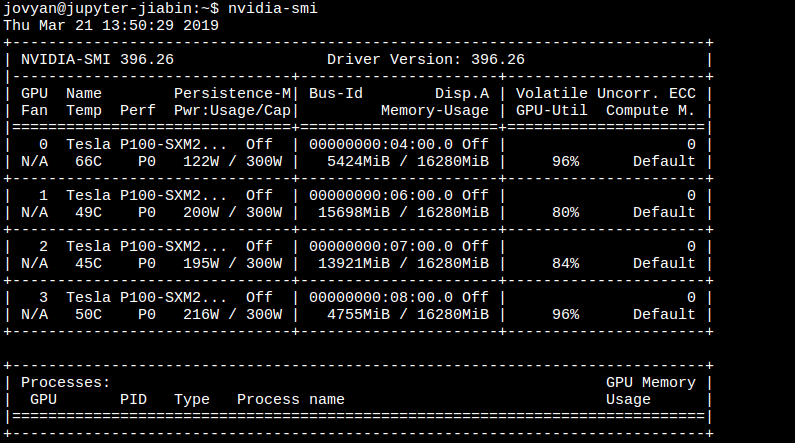 jovyan@jupyter-jiabin:~$ nvidia-smi
Thu Mar 21 13:50:29 2019
+-----------------------------------------------------------------------------+
| NVIDIA-SMI 396.26                 Driver Version: 396.26                    |
|-------------------------------+----------------------+----------------------+
| GPU  Name        Persistence-M| Bus-Id        Disp.A | Volatile Uncorr. ECC |
| Fan  Temp  Perf  Pwr:Usage/Cap|         Memory-Usage | GPU-Util  Compute M. |
|===============================+======================+======================|
|   0  Tesla P100-SXM2...  Off  | 00000000:04:00.0 Off |                    0 |
| N/A   66C    P0   122W / 300W |   5424MiB / 16280MiB |     96%      Default |
+-------------------------------+----------------------+----------------------+
|   1  Tesla P100-SXM2...  Off  | 00000000:06:00.0 Off |                    0 |
| N/A   49C    P0   200W / 300W |  15698MiB / 16280MiB |     80%      Default |
+-------------------------------+----------------------+----------------------+
|   2  Tesla P100-SXM2...  Off  | 00000000:07:00.0 Off |                    0 |
| N/A   45C    P0   195W / 300W |  13921MiB / 16280MiB |     84%      Default |
+-------------------------------+----------------------+----------------------+
|   3  Tesla P100-SXM2...  Off  | 00000000:08:00.0 Off |                    0 |
| N/A   50C    P0   216W / 300W |   4755MiB / 16280MiB |     96%      Default |
+-------------------------------+----------------------+----------------------+

+-----------------------------------------------------------------------------+
| Processes:                                                       GPU Memory |
|  GPU       PID   Type   Process name                             Usage      |
|=============================================================================|
+-----------------------------------------------------------------------------+